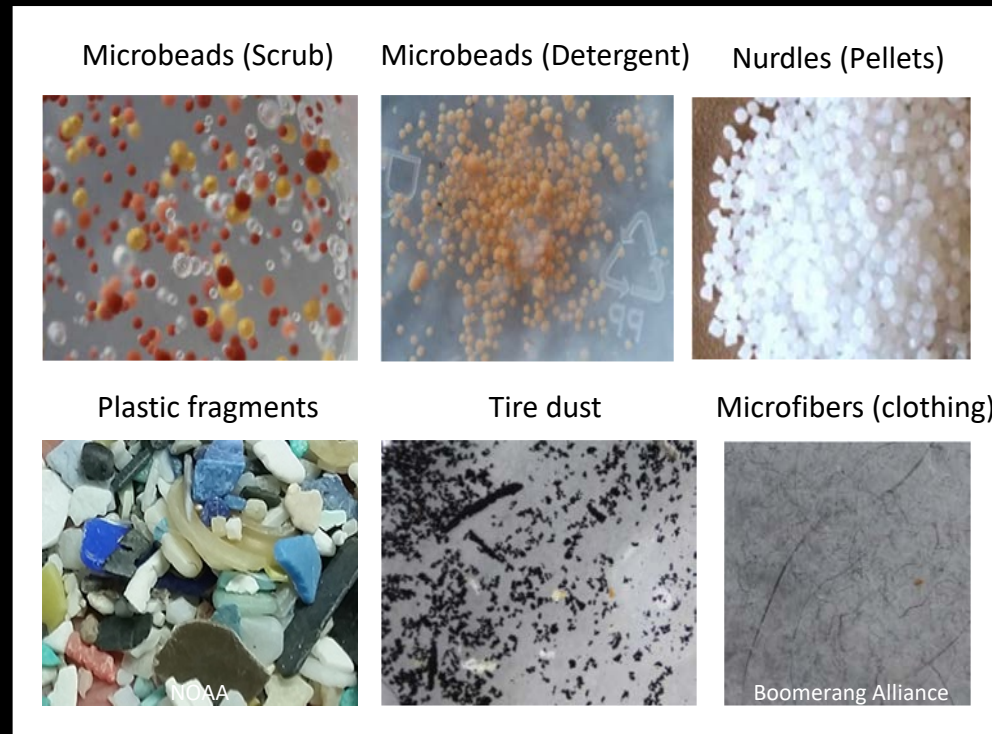 Microbeads (Scrub)
Microbeads (Detergent)
Nurdles (Pellets)
PP
Plastic fragments
Tire dust
Microfibers (clothing)
NOAA
Boomerang Alliance